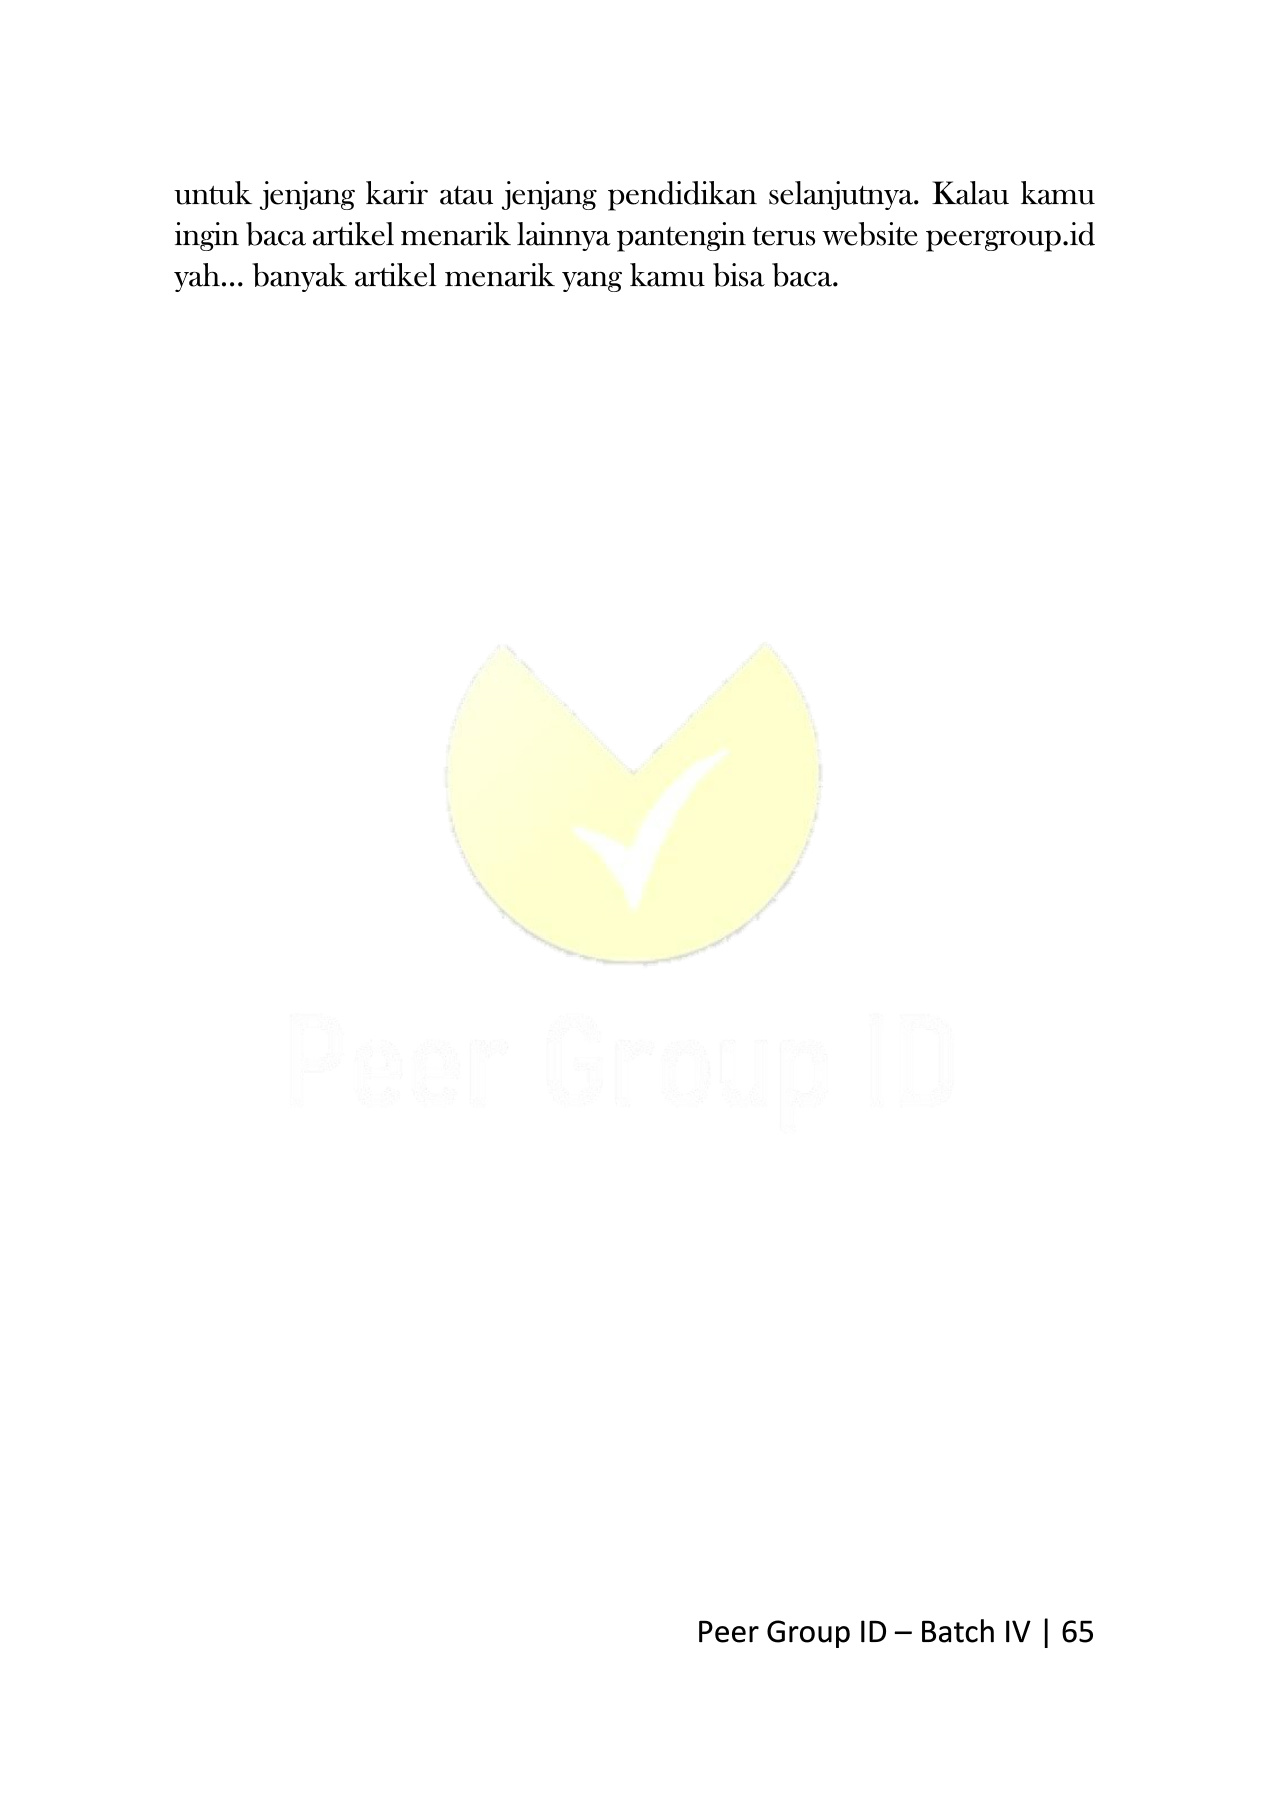 untuk jenjang karir atau jenjang pendidikan selanjutnya. Kalau kamu
ingin baca artikel menarik lainnya pantengin terus website peergroup.id
yah... banyak artikel menarik yang kamu bisa baca.
Peer Group ID
Peer Group ID – Batch IV | 65